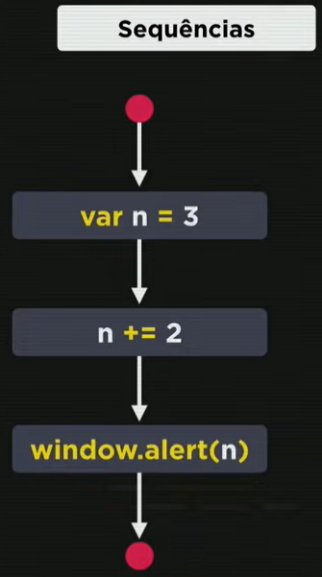 Sequências
var n = 3
n += 2
window.alert(n)